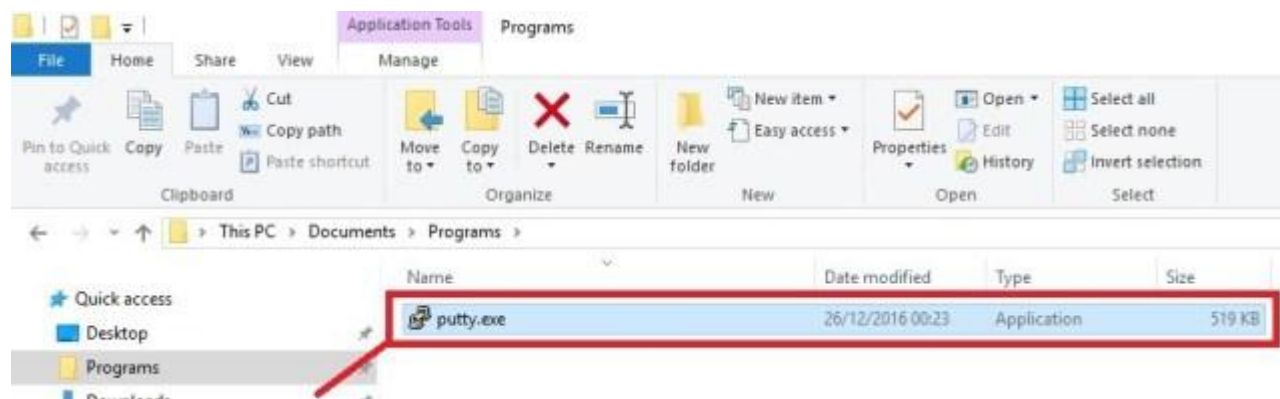 Application Tools Programs
File Home Share View Manage
Pin to Quick access
Copy
Paste
Cut
Copy path
Paste shortcut
Clipboard
Move to
Copy to
Delete
Rename
Organize
New folder
New item
Easy access
New
Properties
Open
Edit
History
Open
Select all
Select none
Invert selection
Select
This PC > Documents > Programs >
Name Date modified Type Size
Quick access
putty.exe 26/12/2016 00:23 Application 519 KB
Desktop
Programs
Downloads